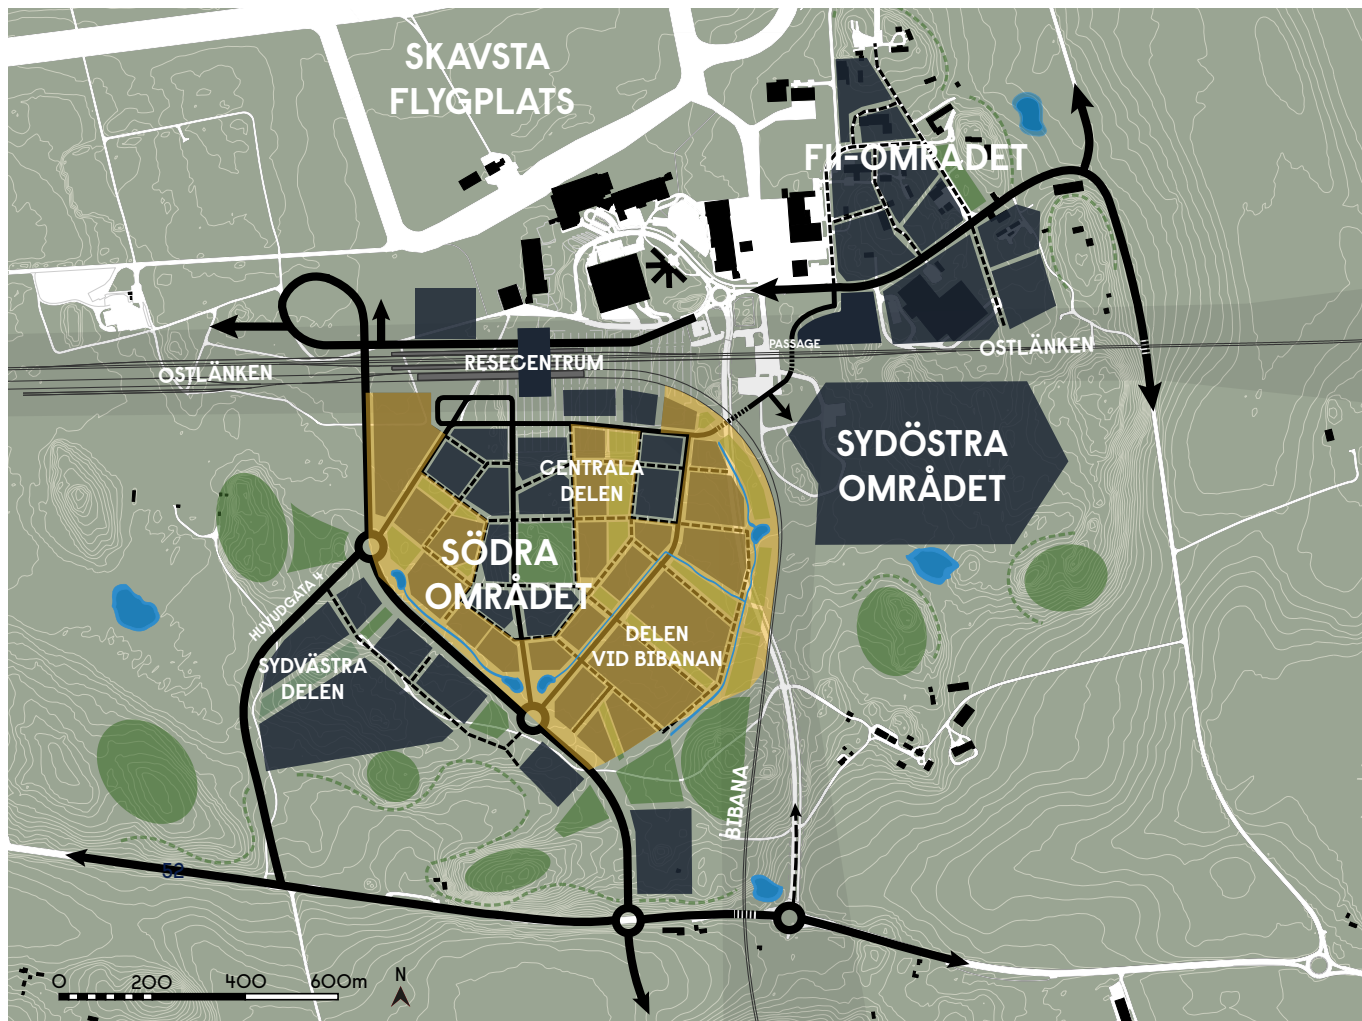 SKAVSTA
FLYGPLATS
FII-OMRÅDET
PASSAGE
OSTLÄNKEN
RESECENTRUM
OSTLÄNKEN
SYDÖSTRA
OMRÅDET
CENTRALA
DELEN
SÖDRA
OMRÅDET
HUVUDGATA 4
DELEN
VID BIBANAN
SYDVÄSTRA
DELEN
BIBANA
52
0 200 400 600m
N